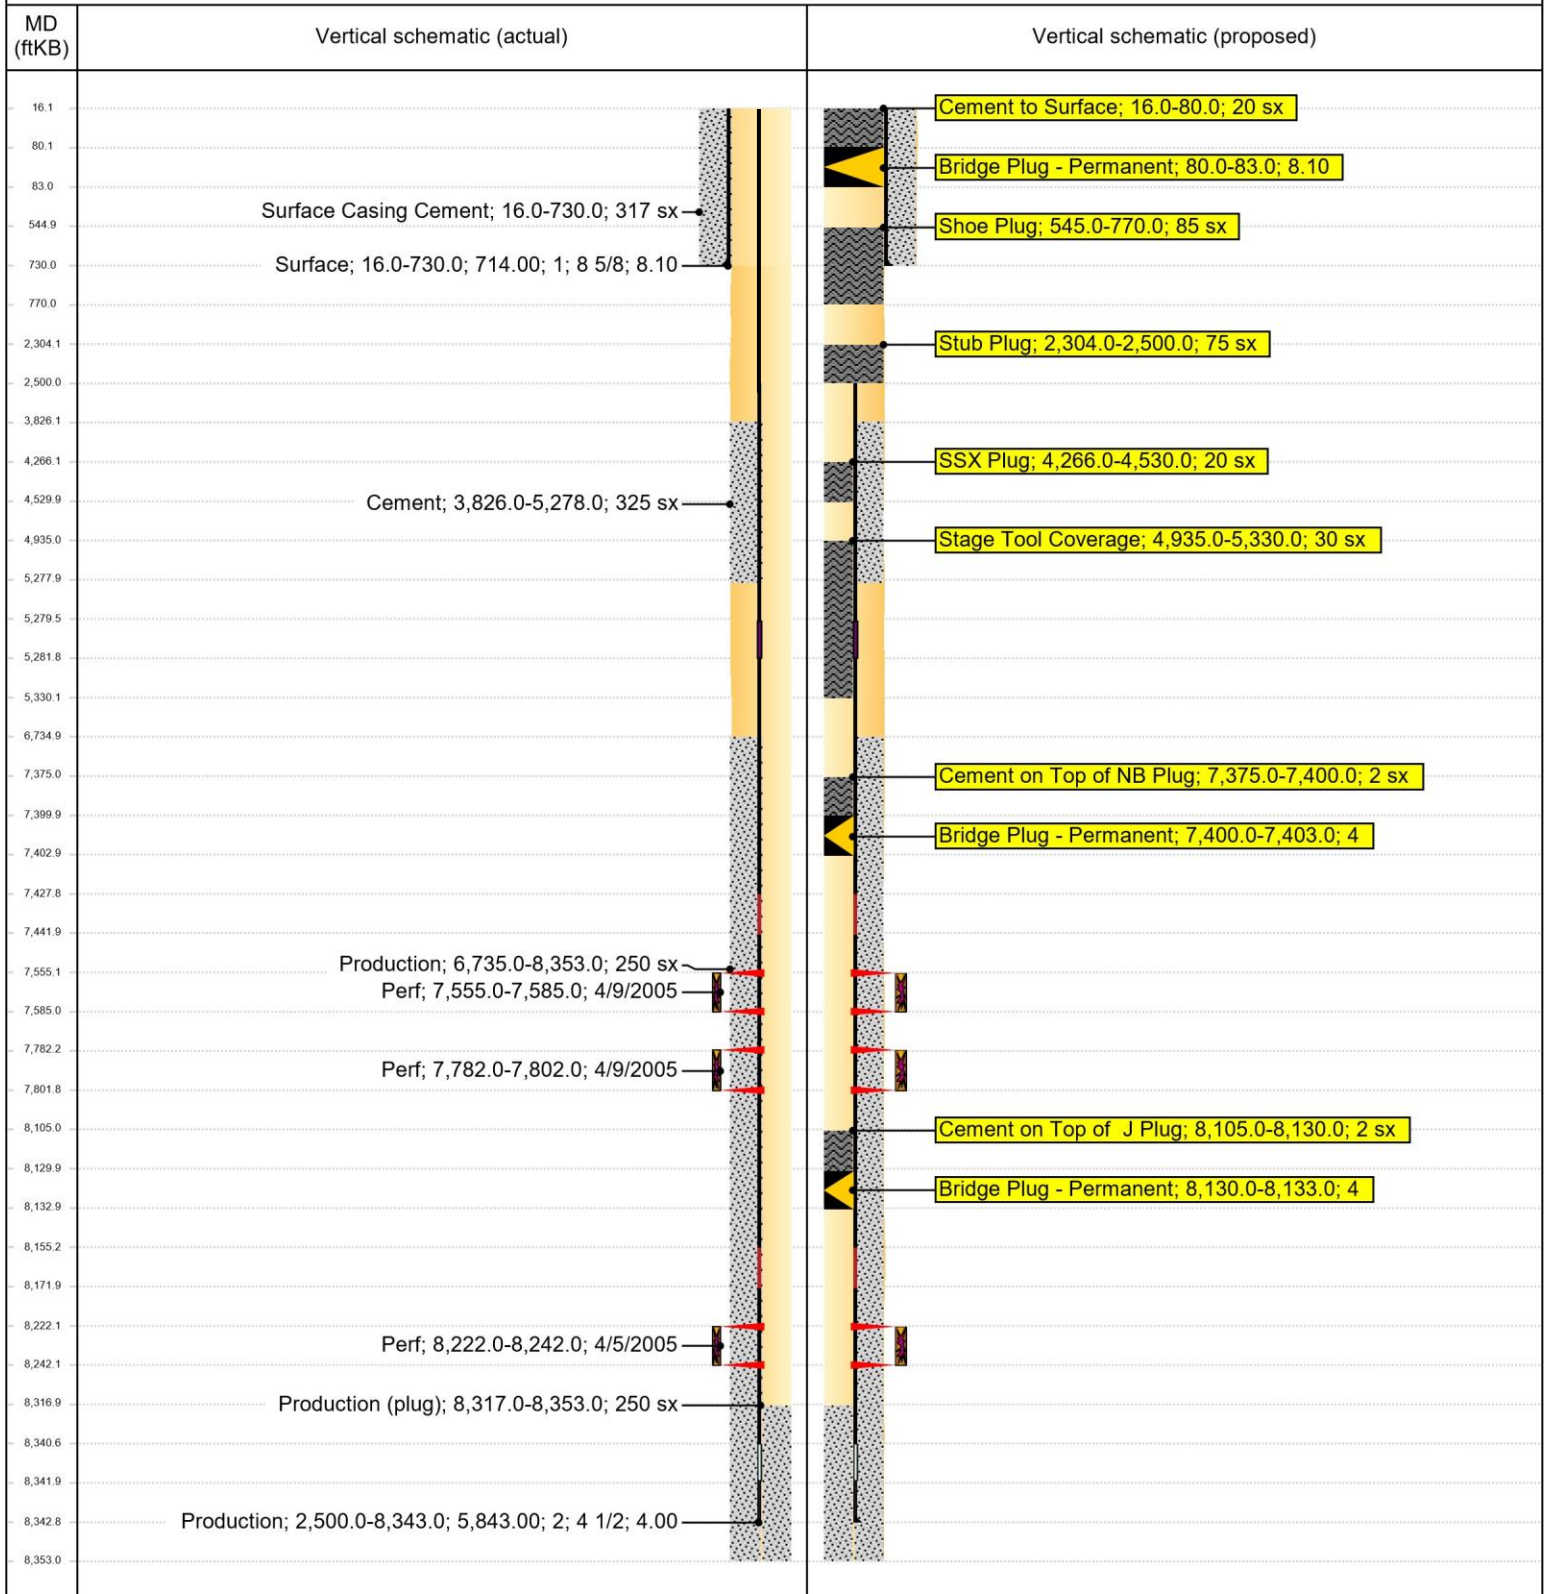 MD
(ftKB)
Vertical schematic (actual)
Vertical schematic (proposed)
16.1
Cement to Surface; 16.0-80.0; 20 sx
80.1
Bridge Plug - Permanent; 80.0-83.0; 8.10
83.0
Surface Casing Cement; 16.0-730.0; 317 sx
544.9
Shoe Plug; 545.0-770.0; 85 sx
730.0
Surface; 16.0-730.0; 714.00; 1; 8 5/8; 8.10
770.0
2,304.1
Stub Plug; 2,304.0-2,500.0; 75 sx
2,500.0
3,826.1
4,266.1
SSX Plug; 4,266.0-4,530.0; 20 sx
4,529.9
Cement; 3,826.0-5,278.0; 325 sx
4,935.0
Stage Tool Coverage; 4,935.0-5,330.0; 30 sx
5,277.9
5,279.5
5,281.8
5,330.1
6,734.9
7,375.0
Cement on Top of NB Plug; 7,375.0-7,400.0; 2 sx
7,399.9
Bridge Plug - Permanent; 7,400.0-7,403.0; 4
7,402.9
7,427.8
7,441.9
Production; 6,735.0-8,353.0; 250 sx
7,555.1
Perf; 7,555.0-7,585.0; 4/9/2005
7,585.0
7,782.2
Perf; 7,782.0-7,802.0; 4/9/2005
7,801.8
8,105.0
Cement on Top of  J Plug; 8,105.0-8,130.0; 2 sx
8,129.9
Bridge Plug - Permanent; 8,130.0-8,133.0; 4
8,132.9
8,155.2
8,171.9
8,222.1
Perf; 8,222.0-8,242.0; 4/5/2005
8,242.1
8,316.9
Production (plug); 8,317.0-8,353.0; 250 sx
8,340.6
8,341.9
8,342.8
Production; 2,500.0-8,343.0; 5,843.00; 2; 4 1/2; 4.00
8,353.0